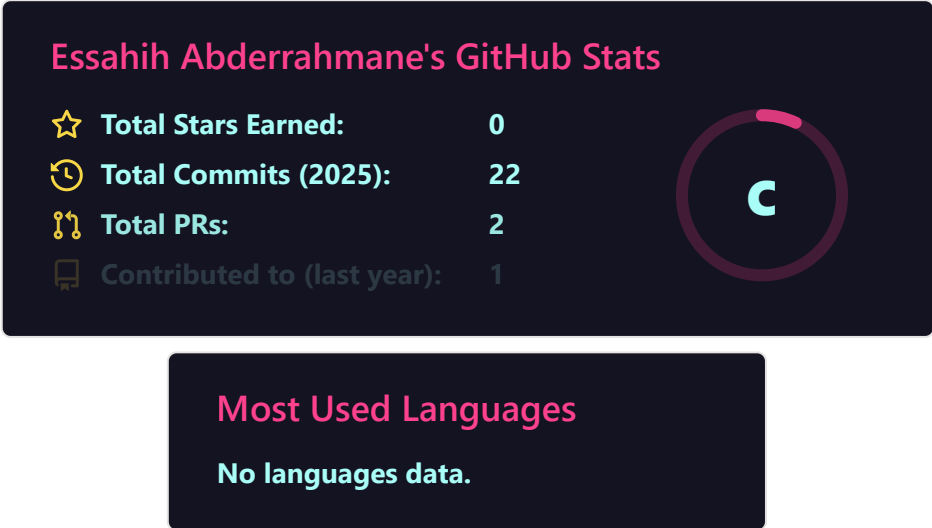 Essahih Abderrahmane's GitHub Stats
Total Stars Earned: 0
Total Commits (2025): 22
Total PRs: 2
Contributed to (last year): 1
C
Most Used Languages
No languages data.